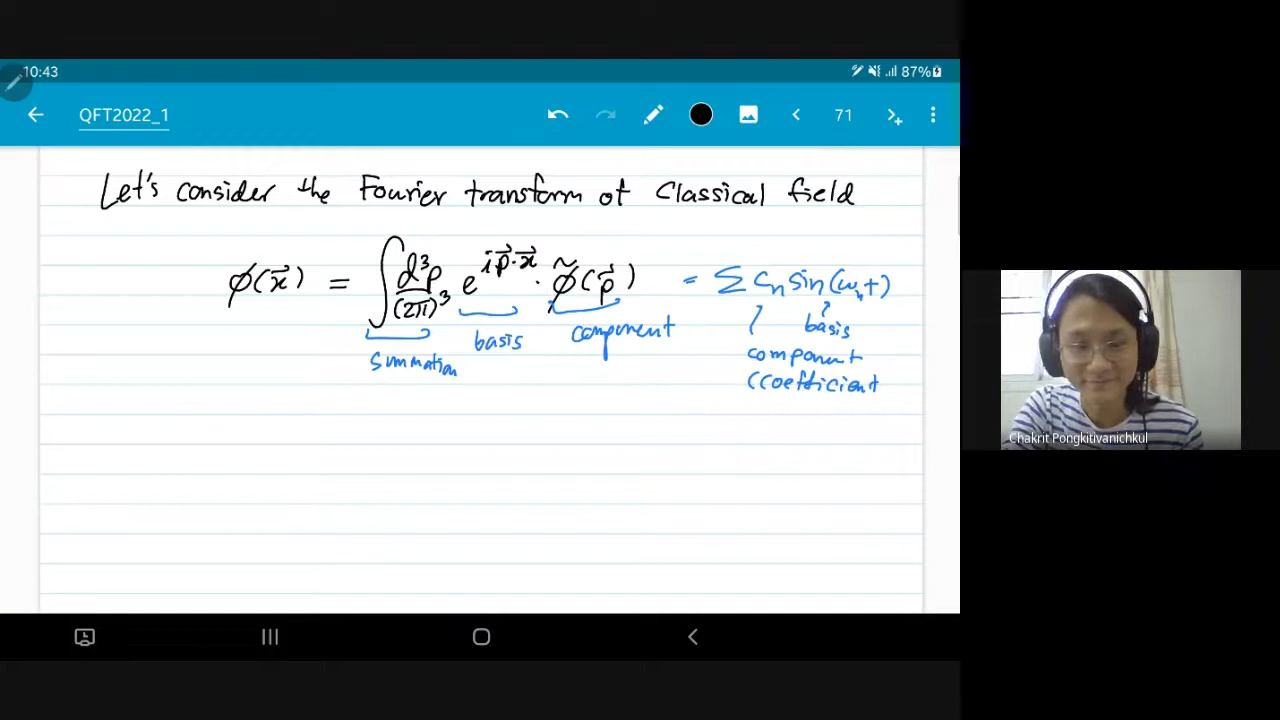 10:43
87%
QFT2022_1
71
Let's consider the Fourier transform of Classical field
ϕ(x⃗) = ∫ d³p/(2π)³ e^{ip⃗·x⃗} · ϕ̃(p⃗) = Σ Cₙ sin(ωₙt)
summation
basis
component
basis
component
(coefficient
Chakrit Pongkitivanichkul